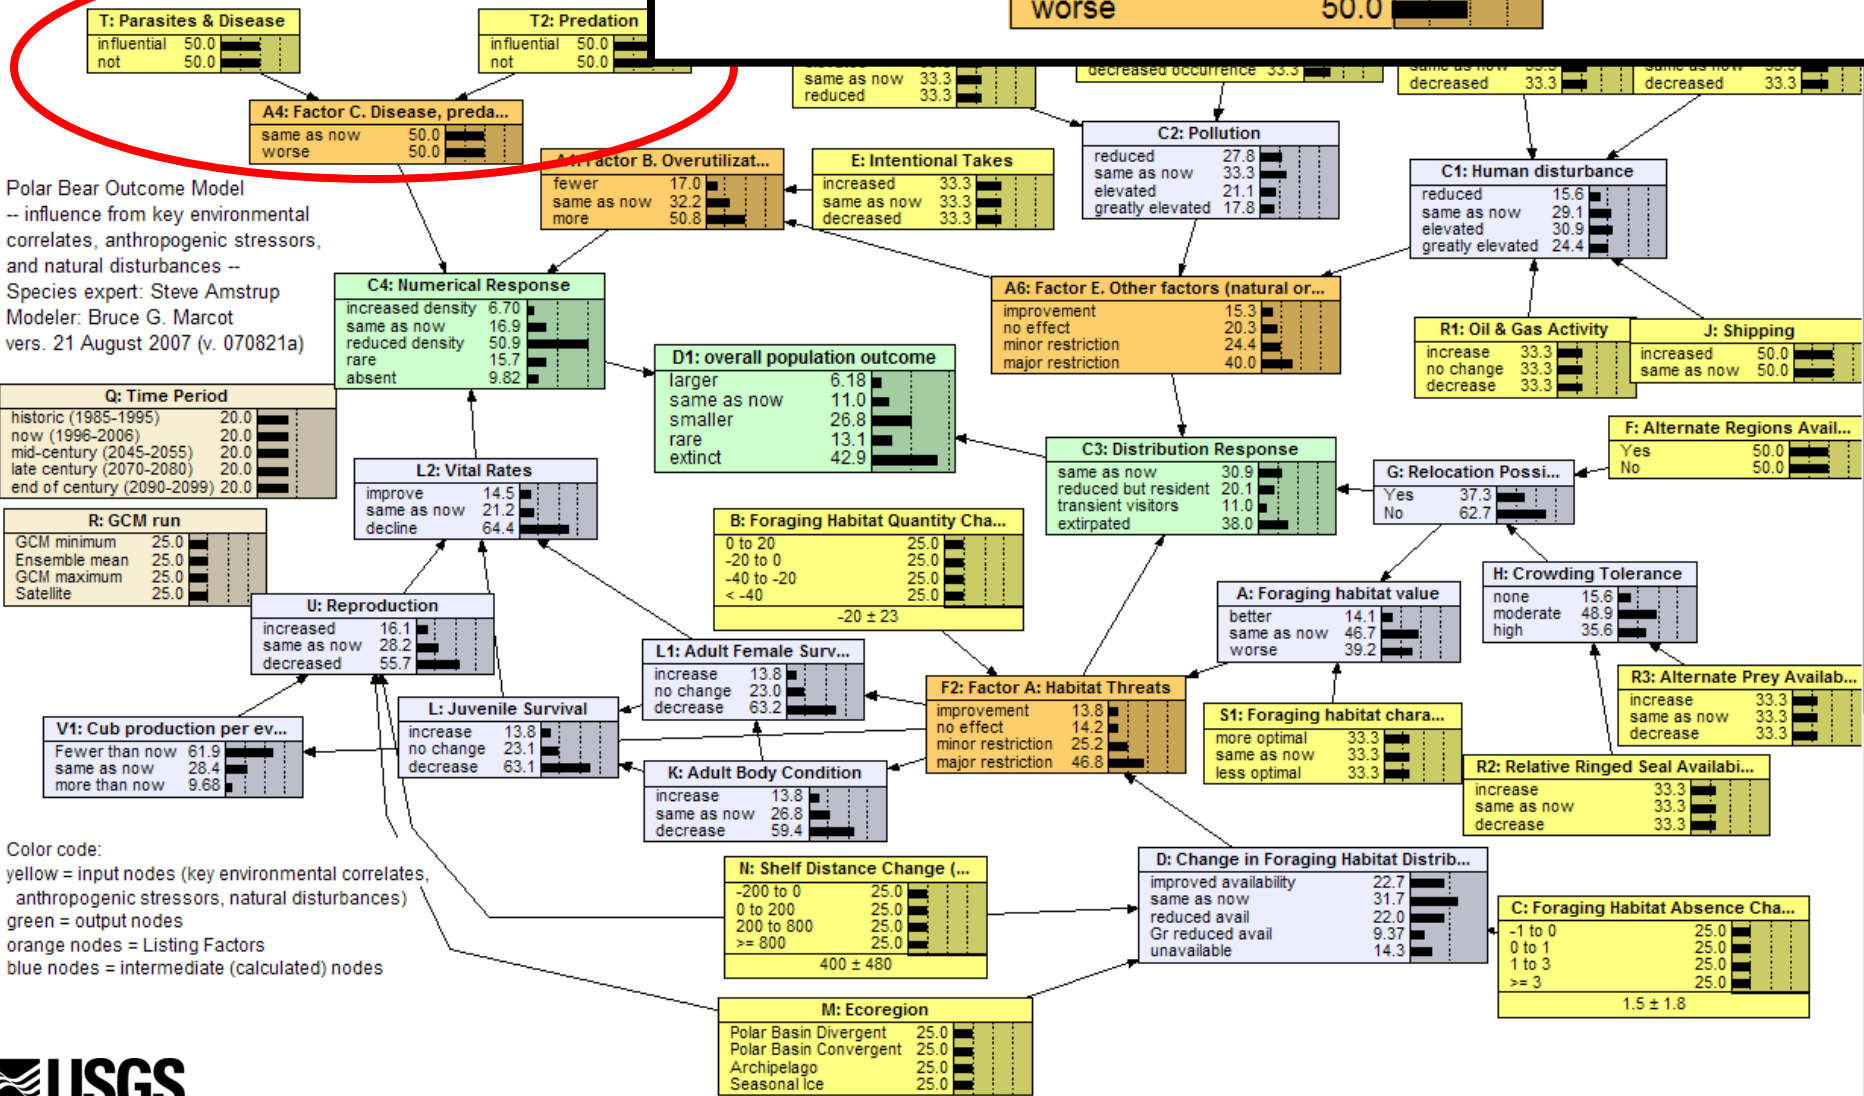 worse 50.0
T: Parasites & Disease
influential 50.0
not 50.0
T2: Predation
influential 50.0
not 50.0
same as now 33.3
reduced 33.3
decreased occurrence 33.3
same as now 33.3
decreased 33.3
same as now 33.3
decreased 33.3
A4: Factor C. Disease, preda...
same as now 50.0
worse 50.0
A1: Factor B. Overutilizat...
fewer 17.0
same as now 32.2
more 50.8
E: Intentional Takes
increased 33.3
same as now 33.3
decreased 33.3
C2: Pollution
reduced 27.8
same as now 33.3
elevated 21.1
greatly elevated 17.8
C1: Human disturbance
reduced 15.6
same as now 29.1
elevated 30.9
greatly elevated 24.4
Polar Bear Outcome Model
-- influence from key environmental
correlates, anthropogenic stressors,
and natural disturbances --
Species expert: Steve Amstrup
Modeler: Bruce G. Marcot
vers. 21 August 2007 (v. 070821a)
C4: Numerical Response
increased density 6.70
same as now 16.9
reduced density 50.9
rare 15.7
absent 9.82
A6: Factor E. Other factors (natural or...
improvement 15.3
no effect 20.3
minor restriction 24.4
major restriction 40.0
R1: Oil & Gas Activity
increase 33.3
no change 33.3
decrease 33.3
J: Shipping
increased 50.0
same as now 50.0
D1: overall population outcome
larger 6.18
same as now 11.0
smaller 26.8
rare 13.1
extinct 42.9
Q: Time Period
historic (1985-1995) 20.0
now (1996-2006) 20.0
mid-century (2045-2055) 20.0
late century (2070-2080) 20.0
end of century (2090-2099) 20.0
F: Alternate Regions Avail...
Yes 50.0
No 50.0
L2: Vital Rates
improve 14.5
same as now 21.2
decline 64.4
C3: Distribution Response
same as now 30.9
reduced but resident 20.1
transient visitors 11.0
extirpated 38.0
G: Relocation Possi...
Yes 37.3
No 62.7
R: GCM run
GCM minimum 25.0
Ensemble mean 25.0
GCM maximum 25.0
Satellite 25.0
B: Foraging Habitat Quantity Cha...
0 to 20 25.0
-20 to 0 25.0
-40 to -20 25.0
< -40 25.0
-20 ± 23
H: Crowding Tolerance
none 15.6
moderate 48.9
high 35.6
U: Reproduction
increased 16.1
same as now 28.2
decreased 55.7
A: Foraging habitat value
better 14.1
same as now 46.7
worse 39.2
L1: Adult Female Surv...
increase 13.8
no change 23.0
decrease 63.2
R3: Alternate Prey Availab...
increase 33.3
same as now 33.3
decrease 33.3
F2: Factor A: Habitat Threats
improvement 13.8
no effect 14.2
minor restriction 25.2
major restriction 46.8
L: Juvenile Survival
increase 13.8
no change 23.1
decrease 63.1
S1: Foraging habitat chara...
more optimal 33.3
same as now 33.3
less optimal 33.3
V1: Cub production per ev...
Fewer than now 61.9
same as now 28.4
more than now 9.68
K: Adult Body Condition
increase 13.8
same as now 26.8
decrease 59.4
R2: Relative Ringed Seal Availabi...
increase 33.3
same as now 33.3
decrease 33.3
Color code:
yellow = input nodes (key environmental correlates,
anthropogenic stressors, natural disturbances)
green = output nodes
orange nodes = Listing Factors
blue nodes = intermediate (calculated) nodes
N: Shelf Distance Change (...
-200 to 0 25.0
0 to 200 25.0
200 to 800 25.0
>= 800 25.0
400 ± 480
D: Change in Foraging Habitat Distrib...
improved availability 22.7
same as now 31.7
reduced avail 22.0
Gr reduced avail 9.37
unavailable 14.3
C: Foraging Habitat Absence Cha...
-1 to 0 25.0
0 to 1 25.0
1 to 3 25.0
>= 3 25.0
1.5 ± 1.8
M: Ecoregion
Polar Basin Divergent 25.0
Polar Basin Convergent 25.0
Archipelago 25.0
Seasonal Ice 25.0
USGS